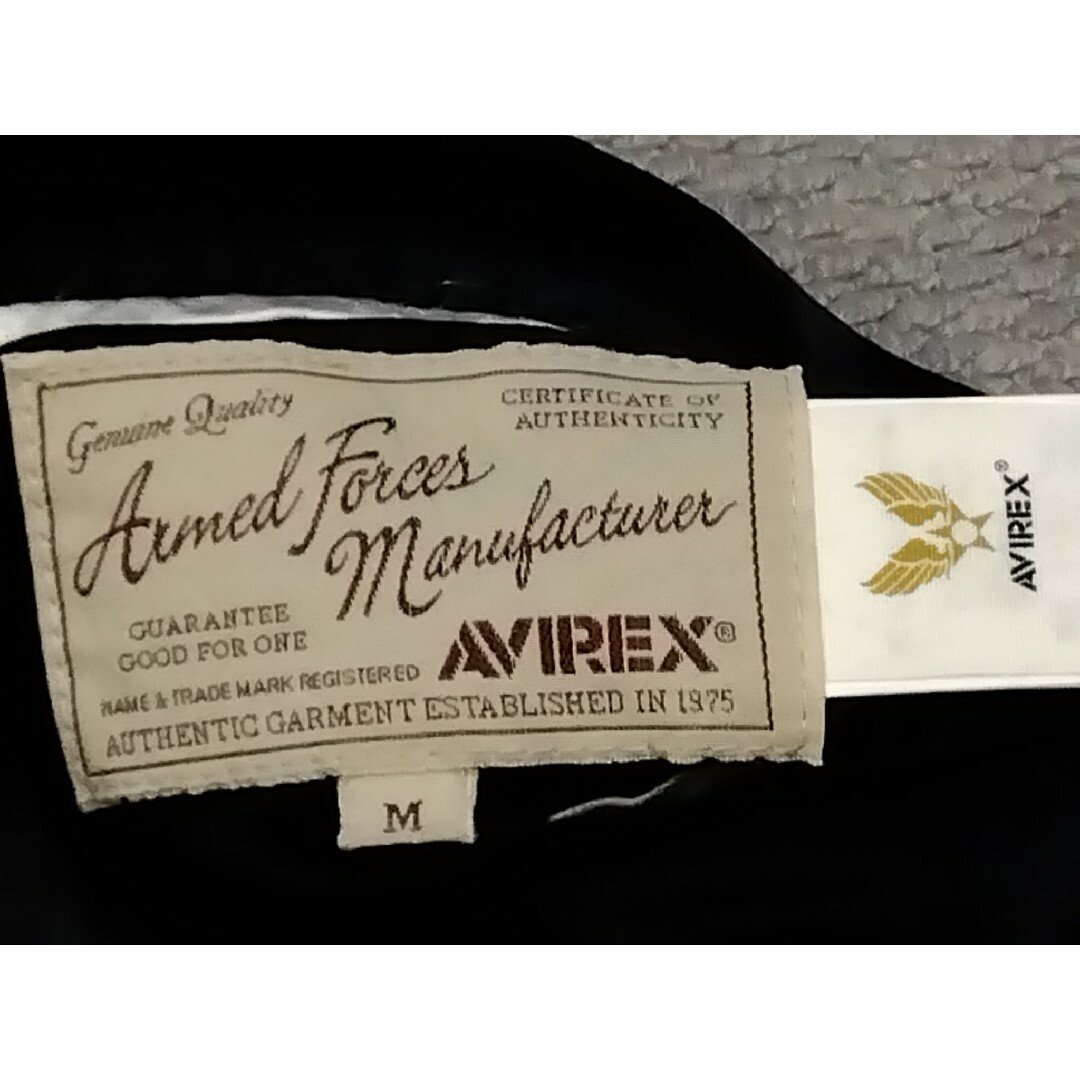 Genuine Quality
CERTIFICATE OF
AUTHENTICITY
Armed Forces
Manufacturer
GUARANTEE
GOOD FOR ONE
NAME & TRADE MARK REGISTERED
AVIREX®
AUTHENTIC GARMENT ESTABLISHED IN 1975
M
AVIREX®